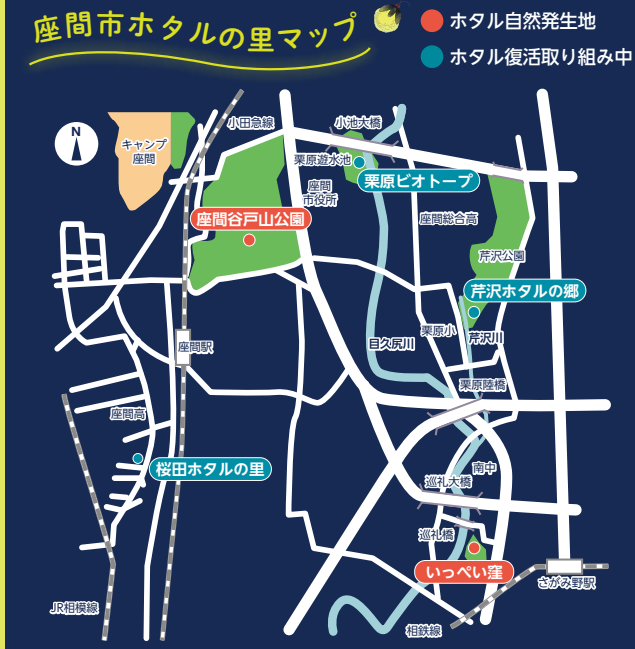 座間市ホタルの里マップ
ホタル自然発生地
ホタル復活取り組み中
N
キャンプ
座間
小田急線
小池大橋
栗原遊水池
栗原ビオトープ
座間
市役所
座間谷戸山公園
座間総合高
芹沢公園
芹沢ホタルの郷
栗原小
芹沢川
目久尻川
座間駅
栗原陸橋
座間高
桜田ホタルの里
南中
巡礼大橋
巡礼橋
いっぺい窪
さがみ野駅
JR相模線
相鉄線